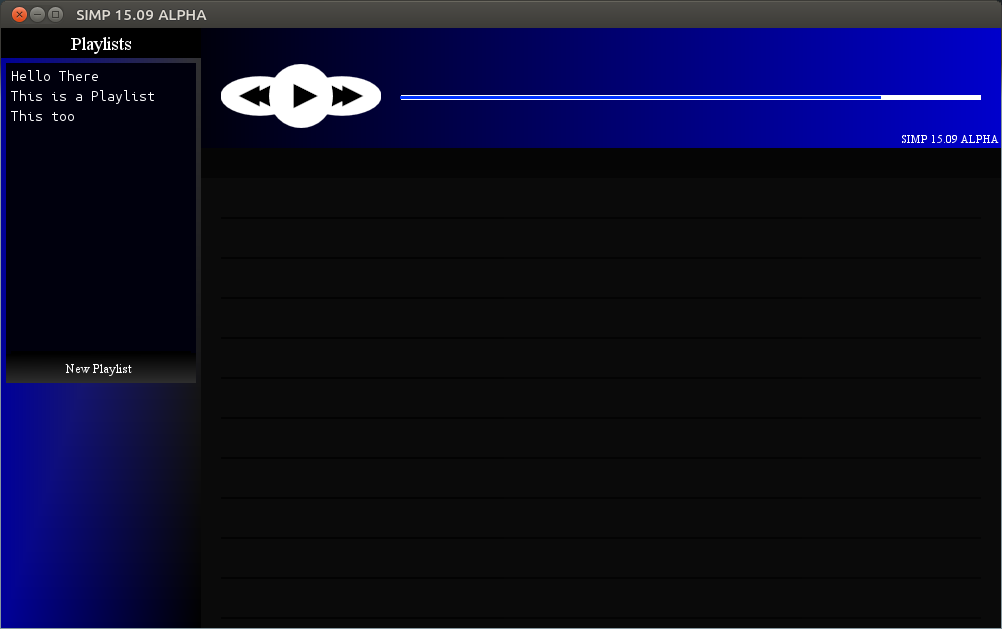 SIMP 15.09 ALPHA
Playlists
Hello There
This is a Playlist
This too
New Playlist
SIMP 15.09 ALPHA